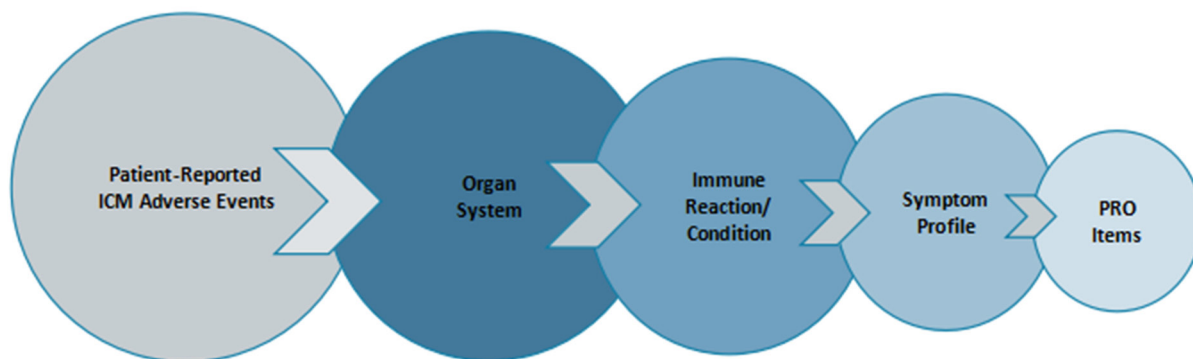 Patient-Reported
ICM Adverse Events
Organ
System
Immune
Reaction/
Condition
Symptom
Profile
PRO
Items